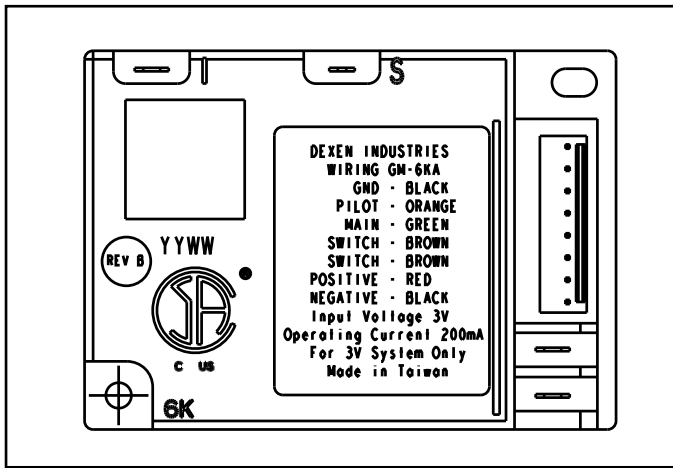 I
S
DEXEN INDUSTRIES
WIRING GM-6KA
GND - BLACK
PILOT - ORANGE
MAIN - GREEN
SWITCH - BROWN
SWITCH - BROWN
POSITIVE - RED
NEGATIVE - BLACK
Input Voltage 3V
Operating Current 200mA
For 3V System Only
Made in Taiwan
YYWW
REV B
SA
C US
6K